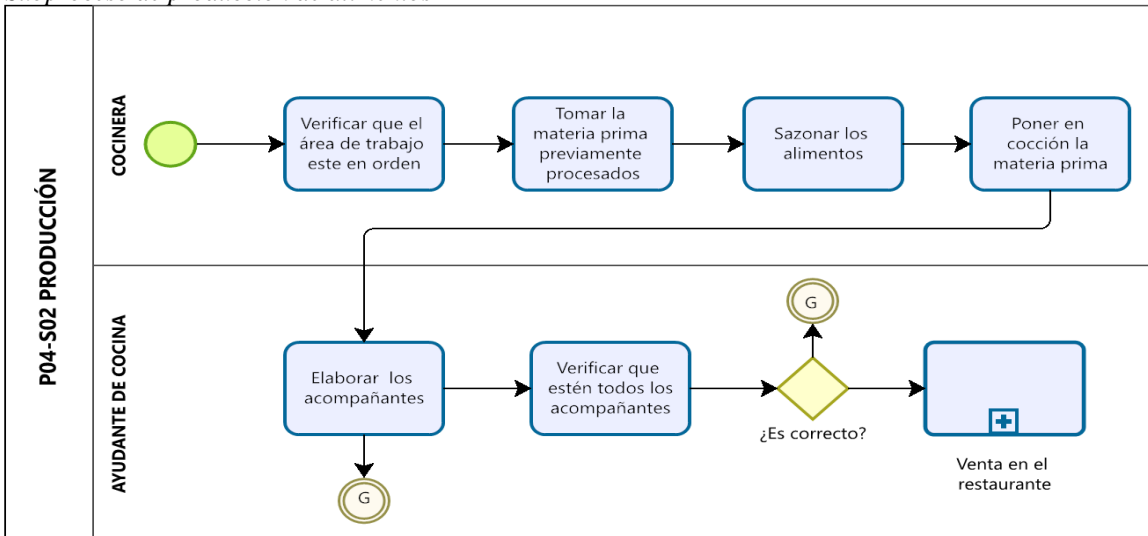 P04-S02 PRODUCCIÓN
COCINERA
Verificar que el
área de trabajo
este en orden
Tomar la
materia prima
previamente
procesados
Sazonar los
alimentos
Poner en
cocción la
materia prima
AYUDANTE DE COCINA
Elaborar los
acompañantes
G
Verificar que
estén todos los
acompañantes
G
¿Es correcto?
Venta en el
restaurante